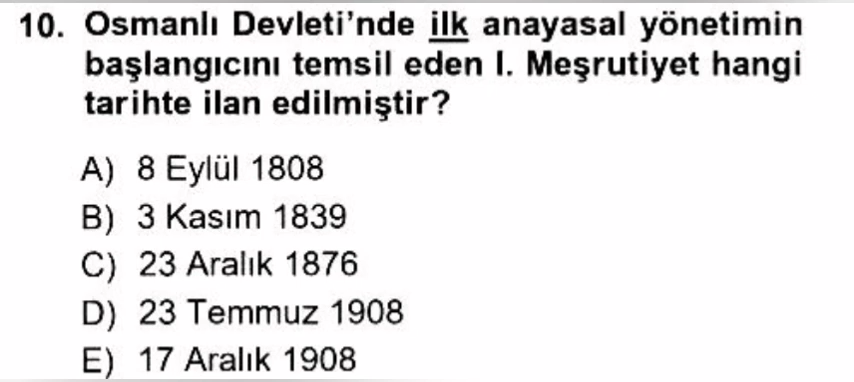 10. Osmanlı Devleti'nde ilk anayasal yönetimin
başlangıcını temsil eden I. Meşrutiyet hangi
tarihte ilan edilmiştir?
A) 8 Eylül 1808
B) 3 Kasım 1839
C) 23 Aralık 1876
D) 23 Temmuz 1908
E) 17 Aralık 1908